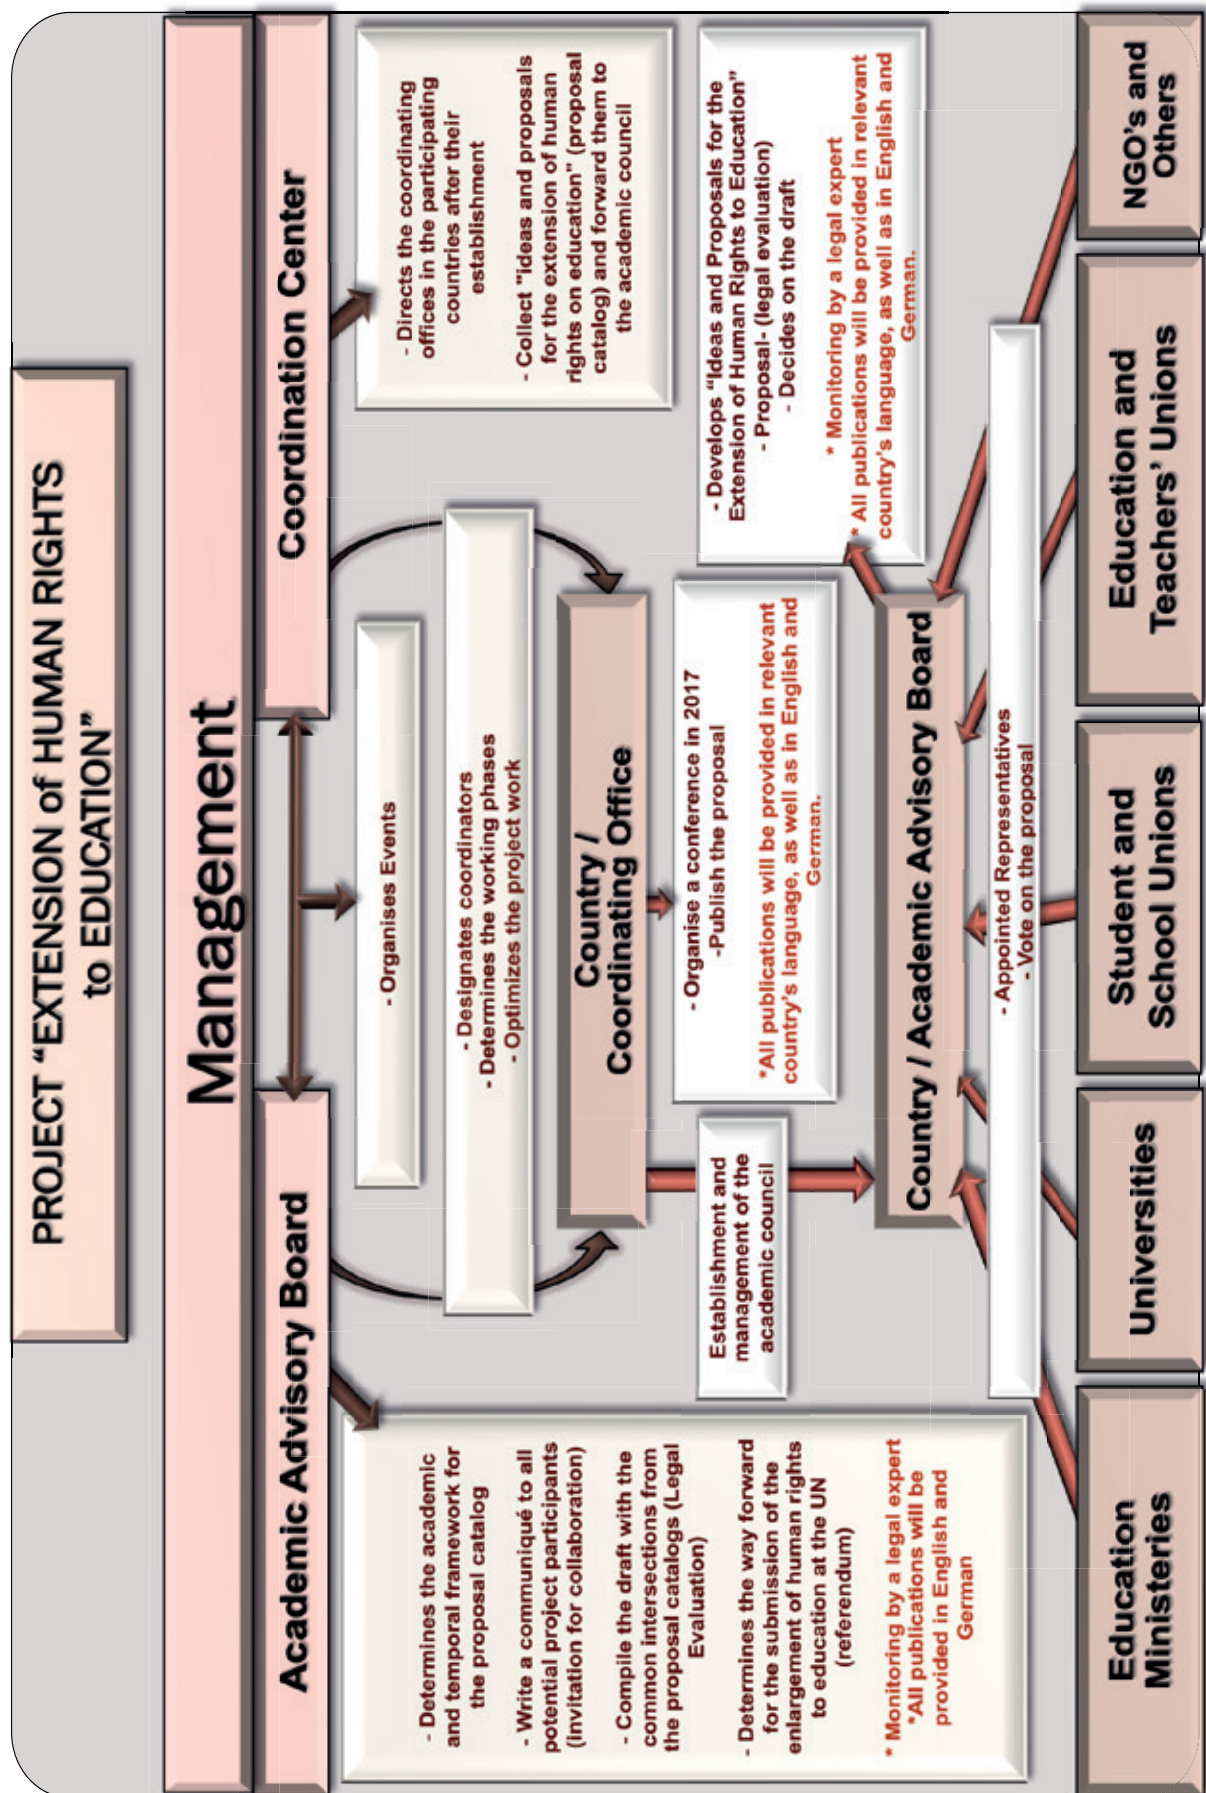 PROJECT “EXTENSION of HUMAN RIGHTS
to EDUCATION”
Management
Academic Advisory Board
Coordination Center
- Determines the academic
and temporal framework for
the proposal catalog
- Write a communiqué to all
potential project participants
(invitation for collaboration)
- Compile the draft with the
common intersections from
the proposal catalogs (Legal
Evaluation)
- Determines the way forward
for the submission of the
enlargement of human rights
to education at the UN
(referendum)
* Monitoring by a legal expert
*All publications will be
provided in English and
German
- Organises Events
- Directs the coordinating
offices in the participating
countries after their
establishment
- Collect "ideas and proposals
for the extension of human
rights on education" (proposal
catalog) and forward them to
the academic council
- Designates coordinators
- Determines the working phases
- Optimizes the project work
Country /
Coordinating Office
Establishment and
management of the
academic council
- Organise a conference in 2017
-Publish the proposal
*All publications will be provided in relevant
country’s language, as well as in English and
German.
- Develops “Ideas and Proposals for the
Extension of Human Rights to Education”
- Proposal- (legal evaluation)
- Decides on the draft
* Monitoring by a legal expert
* All publications will be provided in relevant
country’s language, as well as in English and
German.
Country / Academic Advisory Board
- Appointed Representatives
- Vote on the proposal
Education
Ministeries
Universities
Student and
School Unions
Education and
Teachers’ Unions
NGO’s and
Others